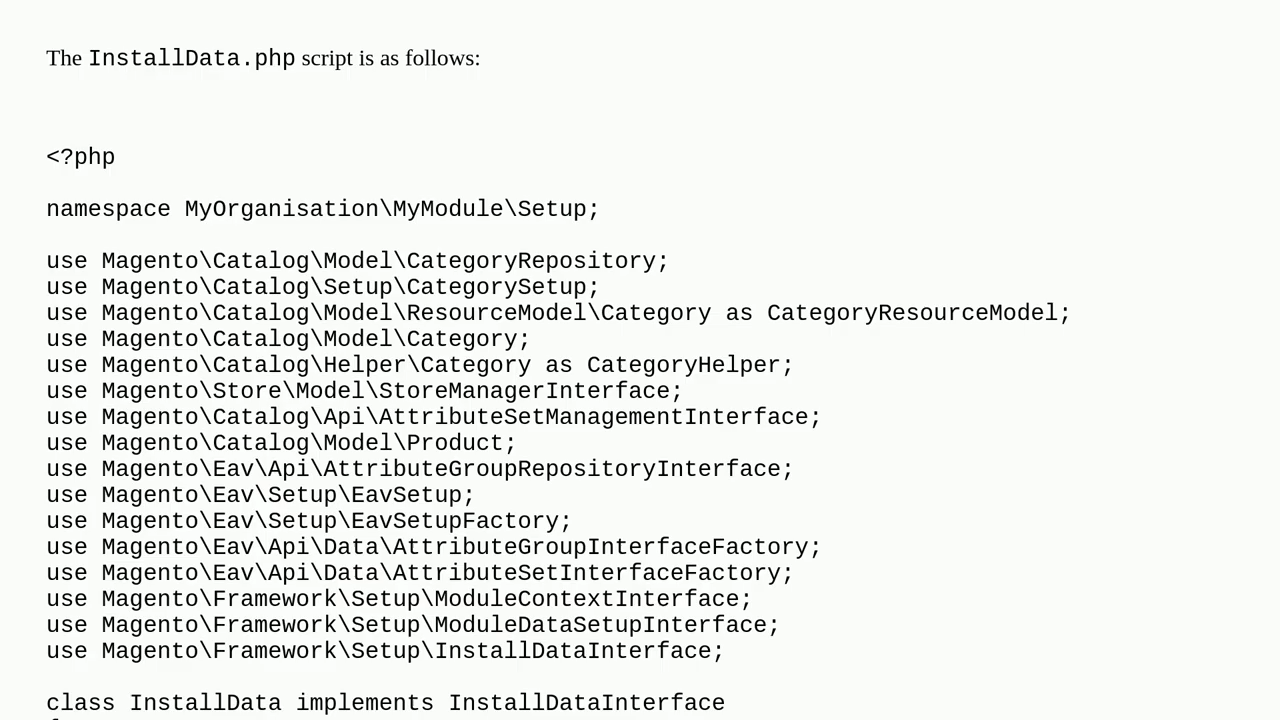 The InstallData.php script is as follows:
<?php
namespace MyOrganisation\MyModule\Setup;
use Magento\Catalog\Model\CategoryRepository;
use Magento\Catalog\Setup\CategorySetup;
use Magento\Catalog\Model\ResourceModel\Category as CategoryResourceModel;
use Magento\Catalog\Model\Category;
use Magento\Catalog\Helper\Category as CategoryHelper;
use Magento\Store\Model\StoreManagerInterface;
use Magento\Catalog\Api\AttributeSetManagementInterface;
use Magento\Catalog\Model\Product;
use Magento\Eav\Api\AttributeGroupRepositoryInterface;
use Magento\Eav\Setup\EavSetup;
use Magento\Eav\Setup\EavSetupFactory;
use Magento\Eav\Api\Data\AttributeGroupInterfaceFactory;
use Magento\Eav\Api\Data\AttributeSetInterfaceFactory;
use Magento\Framework\Setup\ModuleContextInterface;
use Magento\Framework\Setup\ModuleDataSetupInterface;
use Magento\Framework\Setup\InstallDataInterface;
class InstallData implements InstallDataInterface